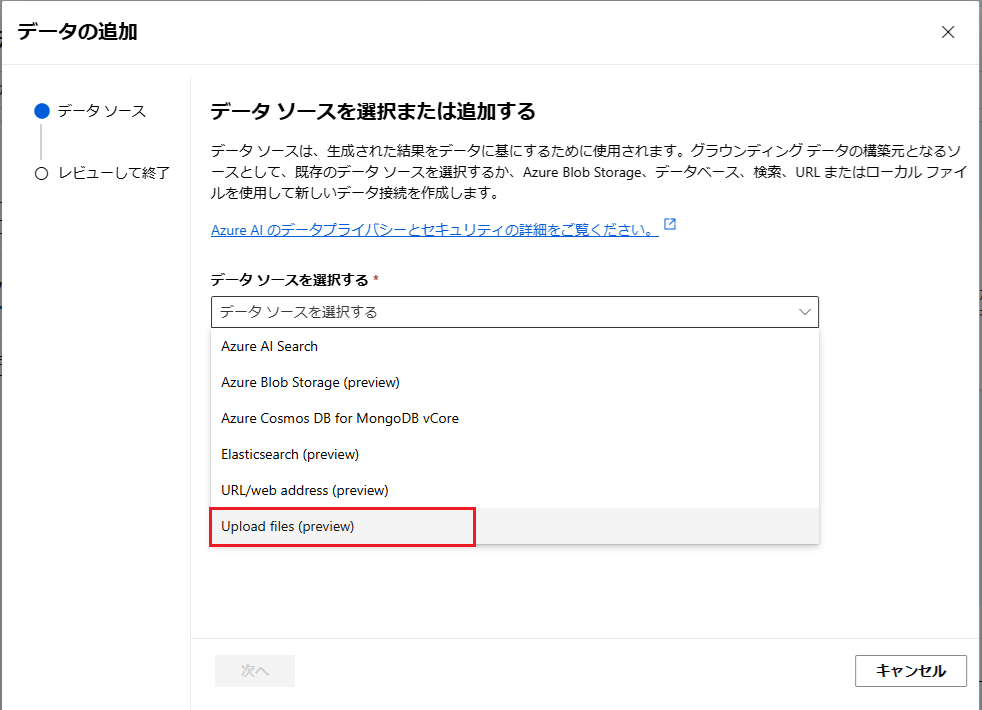 データの追加
データ ソース
レビューして終了
データ ソースを選択または追加する
データ ソースは、生成された結果をデータに基にするために使用されます。グラウンディング データの構築元となるソ
ースとして、既存のデータ ソースを選択するか、Azure Blob Storage、データベース、検索、URL またはローカル ファイ
ルを使用して新しいデータ接続を作成します。
Azure AI のデータプライバシーとセキュリティの詳細をご覧ください。
データ ソースを選択する *
データ ソースを選択する
Azure AI Search
Azure Blob Storage (preview)
Azure Cosmos DB for MongoDB vCore
Elasticsearch (preview)
URL/web address (preview)
Upload files (preview)
次へ
キャンセル